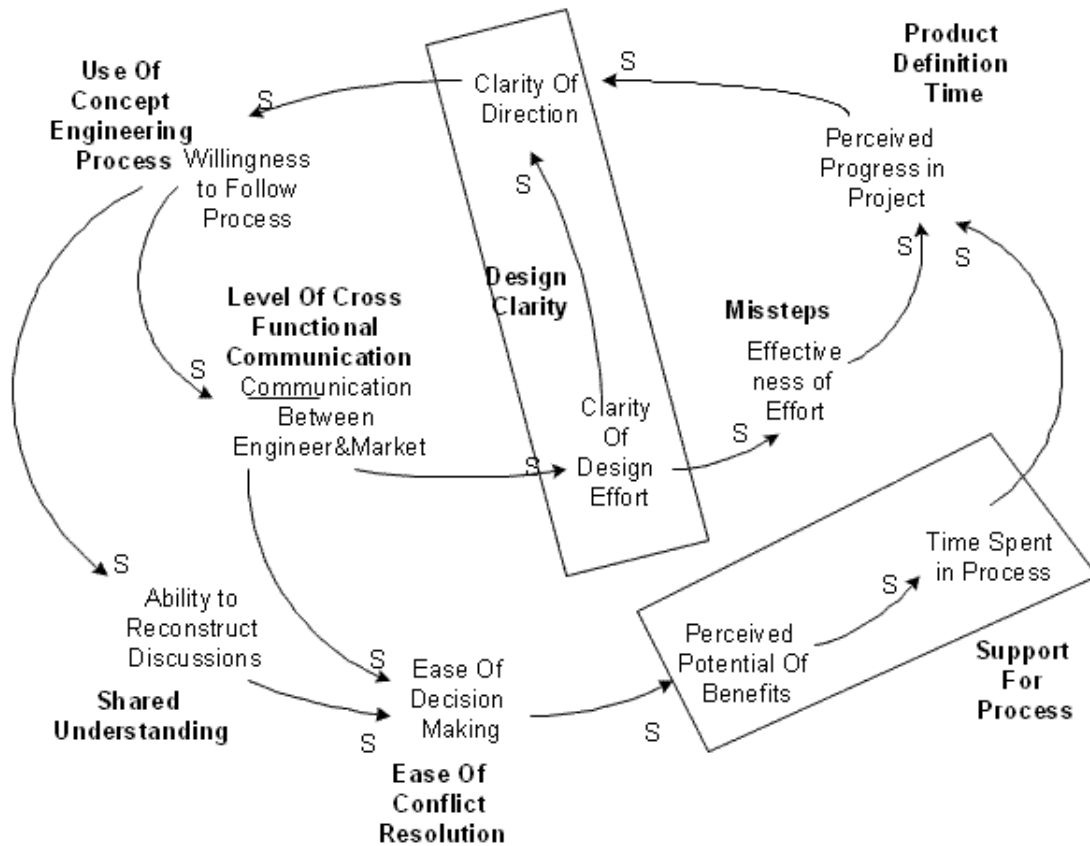 Product
Definition
Time
S
Use Of
Concept
Engineering
Process
S
Clarity Of
Direction
Perceived
Progress in
Project
Willingness
to Follow
Process
S
S
S
Design
Clarity
Level Of Cross
Functional
Communication
Missteps
Effective
ness of
Effort
S
Communication
Between
Engineer&Market
Clarity
Of
Design
Effort
S
S
Time Spent
in Process
S
S
Ability to
Reconstruct
Discussions
Perceived
Potential Of
Benefits
Support
For
Process
S
Ease Of
Decision
Making
Shared
Understanding
S
S
Ease Of
Conflict
Resolution